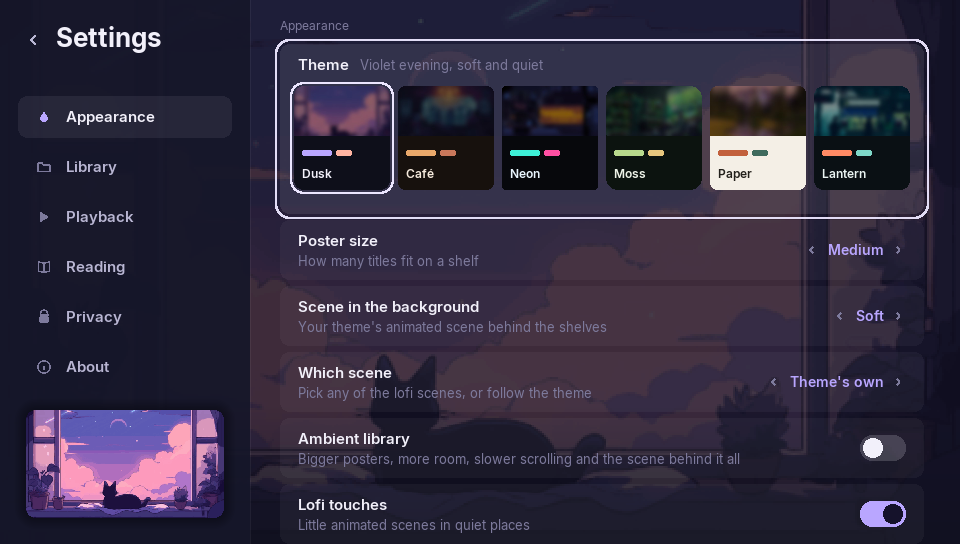 Settings
Appearance
Library
Playback
Reading
Privacy
About
Appearance
Theme Violet evening, soft and quiet
Dusk
Café
Neon
Moss
Paper
Lantern
Poster size
How many titles fit on a shelf
Medium
Scene in the background
Your theme's animated scene behind the shelves
Soft
Which scene
Pick any of the lofi scenes, or follow the theme
Theme's own
Ambient library
Bigger posters, more room, slower scrolling and the scene behind it all
Lofi touches
Little animated scenes in quiet places